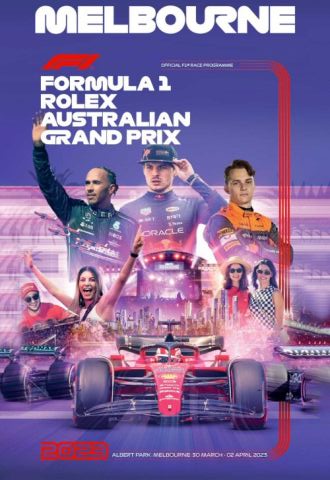 MELBOURNE
OFFICIAL F1® RACE PROGRAMME
FORMULA 1
ROLEX
AUSTRALIAN
GRAND PRIX
ORACLE
2023
ALBERT PARK · MELBOURNE 30 MARCH - 02 APRIL 2023